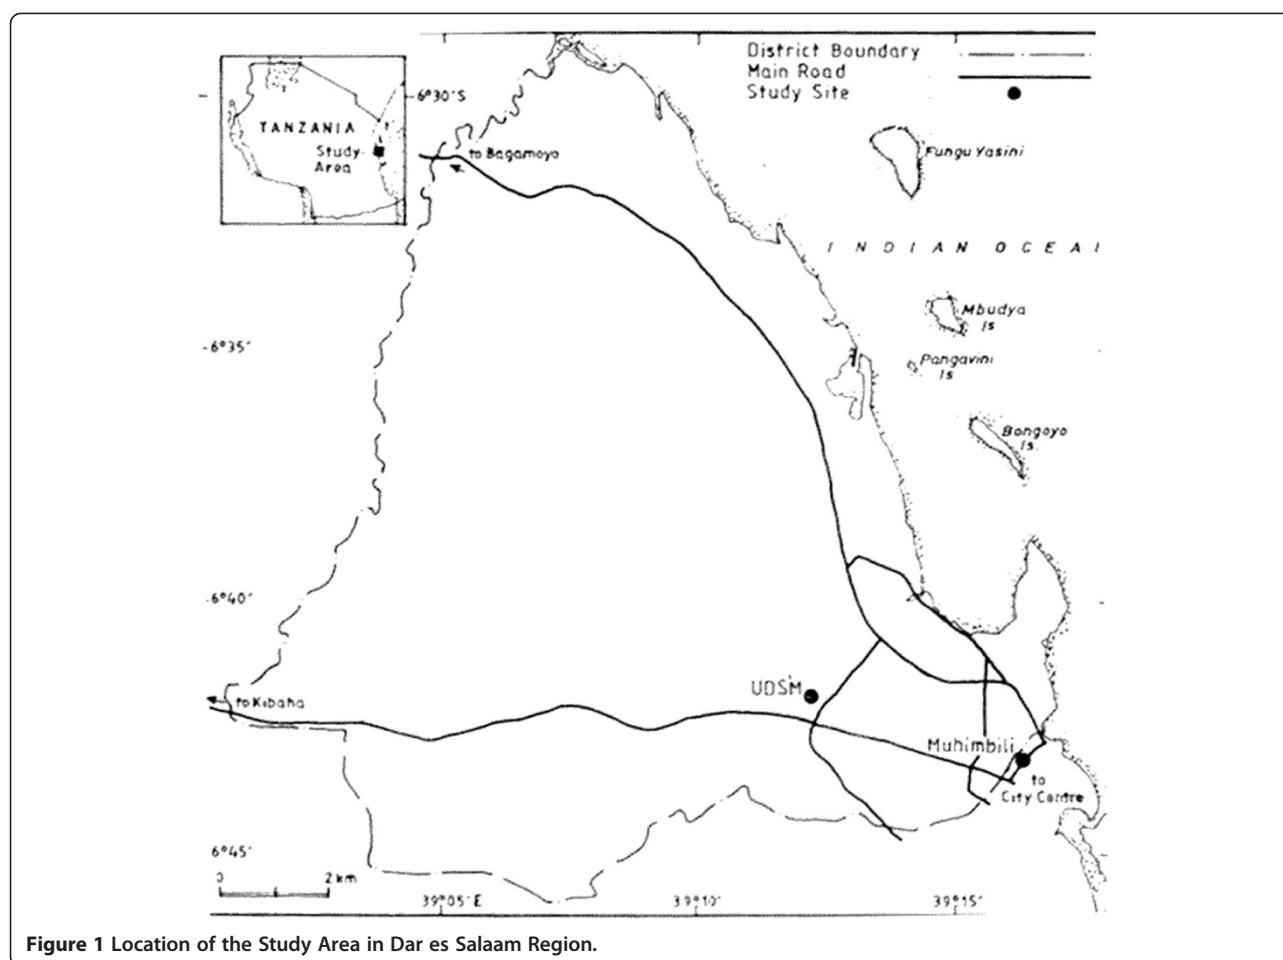 District Boundary
Main Road
Study Site
6°30'S
TANZANIA
Study
Area
to Bagamoyo
Fungu Yasini
INDIAN OCEA
Mbudya
Is
6°35'
Pangavini
Is
Bongoyo
Is.
6°40'
UDSM
to Kibaha
Muhimbili
to
City Centre
6°45'
0 2 km
39°05'E 39°10' 39°15'
Figure 1 Location of the Study Area in Dar es Salaam Region.